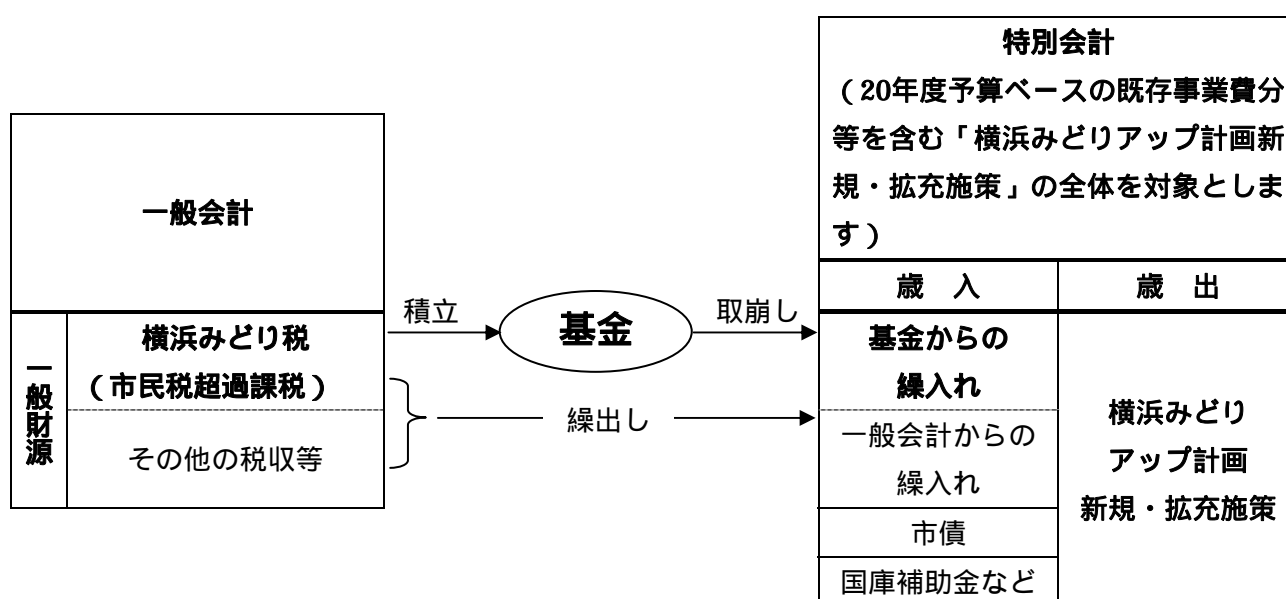 特別会計
（20年度予算ベースの既存事業費分
等を含む「横浜みどりアップ計画新
規・拡充施策」の全体を対象としま
す）
一般会計
歳　入
歳　出
積立
基金
取崩し
一般財源
横浜みどり税
（市民税超過課税）
その他の税収等
繰出し
基金からの
繰入れ
一般会計からの
繰入れ
市債
国庫補助金など
横浜みどり
アップ計画
新規・拡充施策